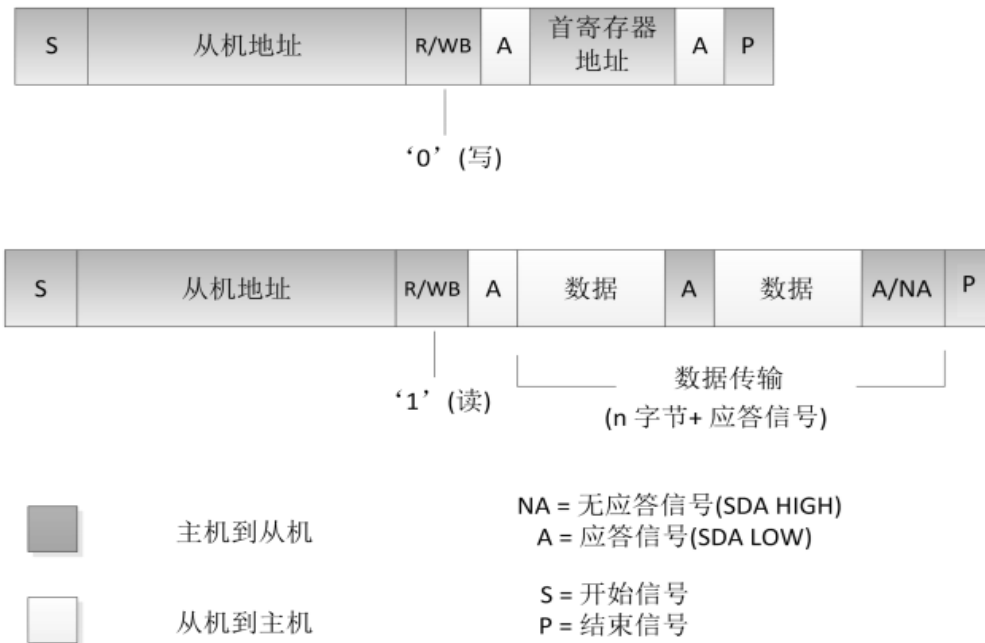 S 从机地址 R/WB A 首寄存器地址 A P
‘0’ (写)
S 从机地址 R/WB A 数据 A 数据 A/NA P
‘1’ (读)
数据传输
(n 字节+ 应答信号)
主机到从机
从机到主机
NA = 无应答信号(SDA HIGH)
A = 应答信号(SDA LOW)
S = 开始信号
P = 结束信号